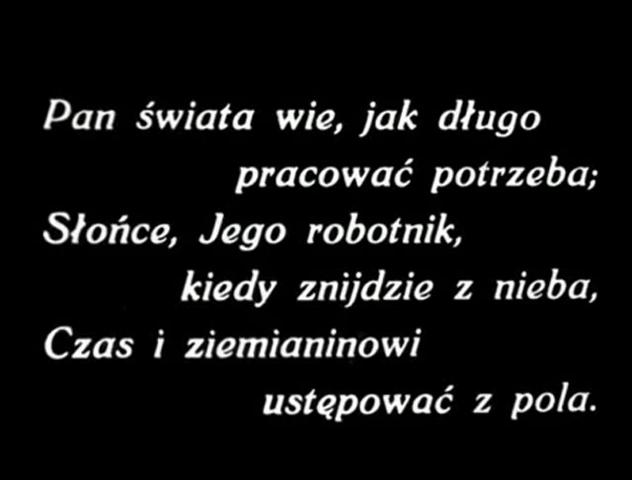 Pan świata wie, jak długo
pracować potrzeba;
Słońce, Jego robotnik,
kiedy znijdzie z nieba,
Czas i ziemianinowi
ustępować z pola.